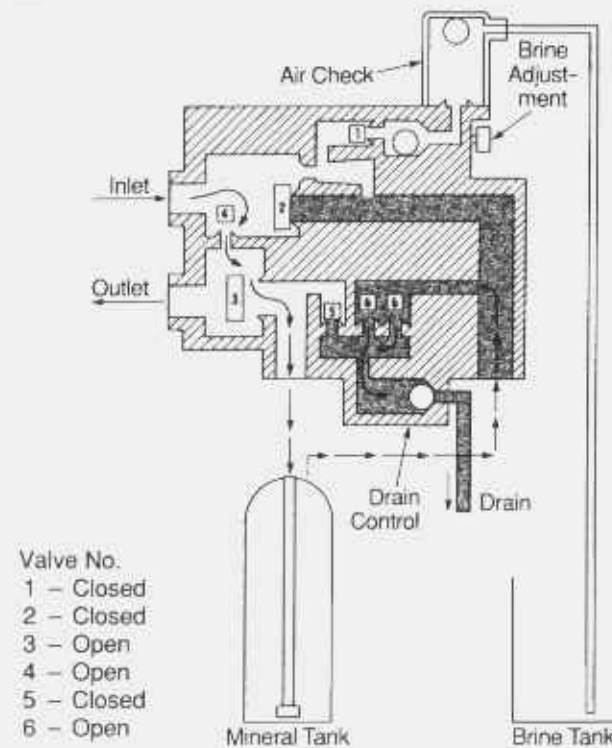 Air Check
Brine
Adjust-
ment
1
Inlet
4
2
Outlet
3
5
6
6
Drain
Control
Drain
Valve No.
1 – Closed
2 – Closed
3 – Open
4 – Open
5 – Closed
6 – Open
Mineral Tank
Brine Tank